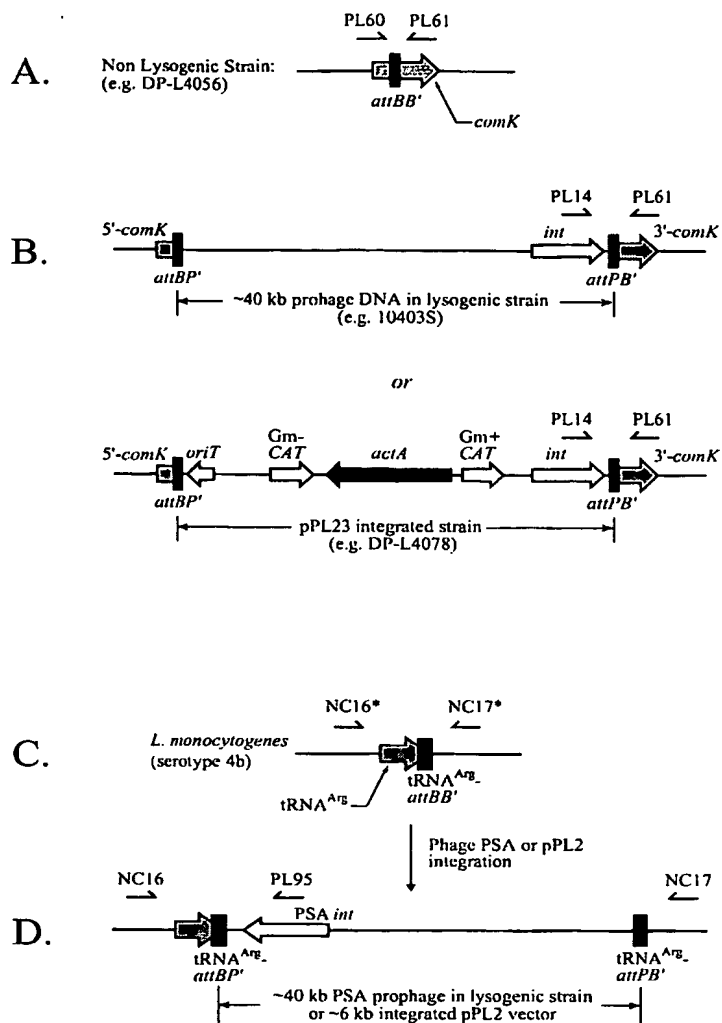 PL60 PL61
A. Non Lysogenic Strain:
(e.g. DP-L4056)
attBB'
comK
PL14 PL61
5'-comK int 3'-comK
B.
attBP' attPB'
~40 kb prohage DNA in lysogenic strain
(e.g. 10403S)
or
PL14 PL61
Gm- Gm+
5'-comK oriT CAT actA CAT int 3'-comK
attBP' attPB'
pPL23 integrated strain
(e.g. DP-L4078)
NC16* NC17*
C. L. monocytogenes
(serotype 4b)
tRNAArg tRNAArg-
attBB'
Phage PSA or pPL2
integration
NC16 PL95 NC17
PSA int
D.
tRNAArg- tRNAArg-
attBP' attPB'
~40 kb PSA prophage in lysogenic strain
or ~6 kb integrated pPL2 vector